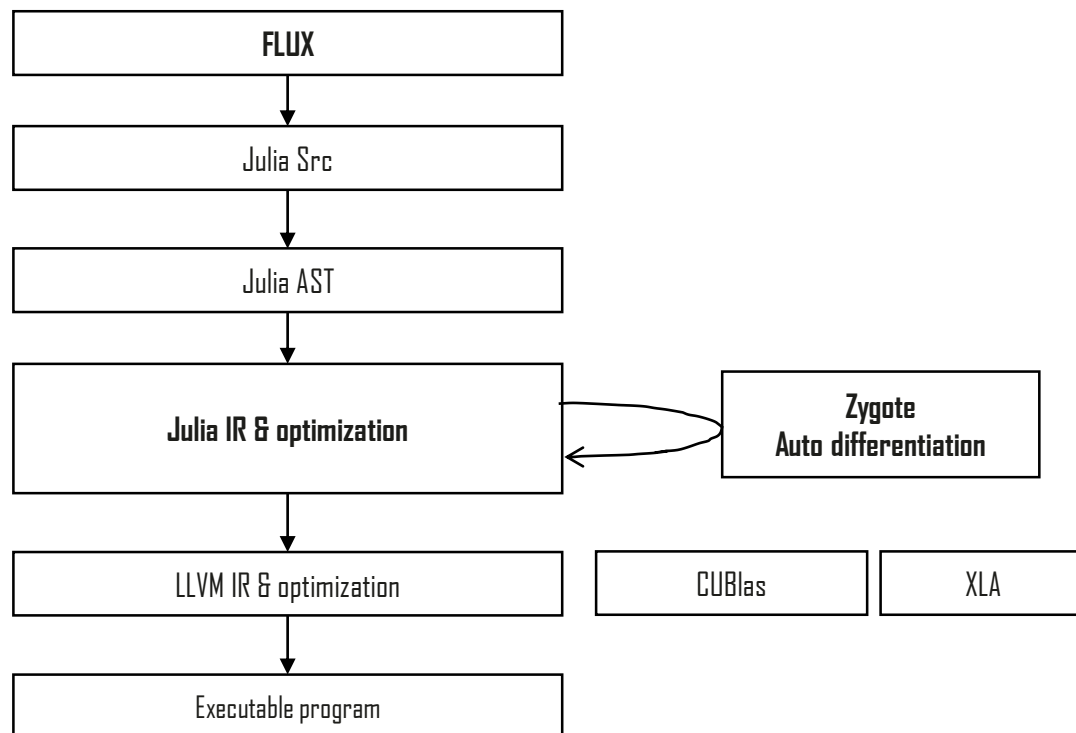 FLUX
Julia Src
Julia AST
Julia IR & optimization
Zygote
Auto differentiation
LLVM IR & optimization
CUBlas
XLA
Executable program